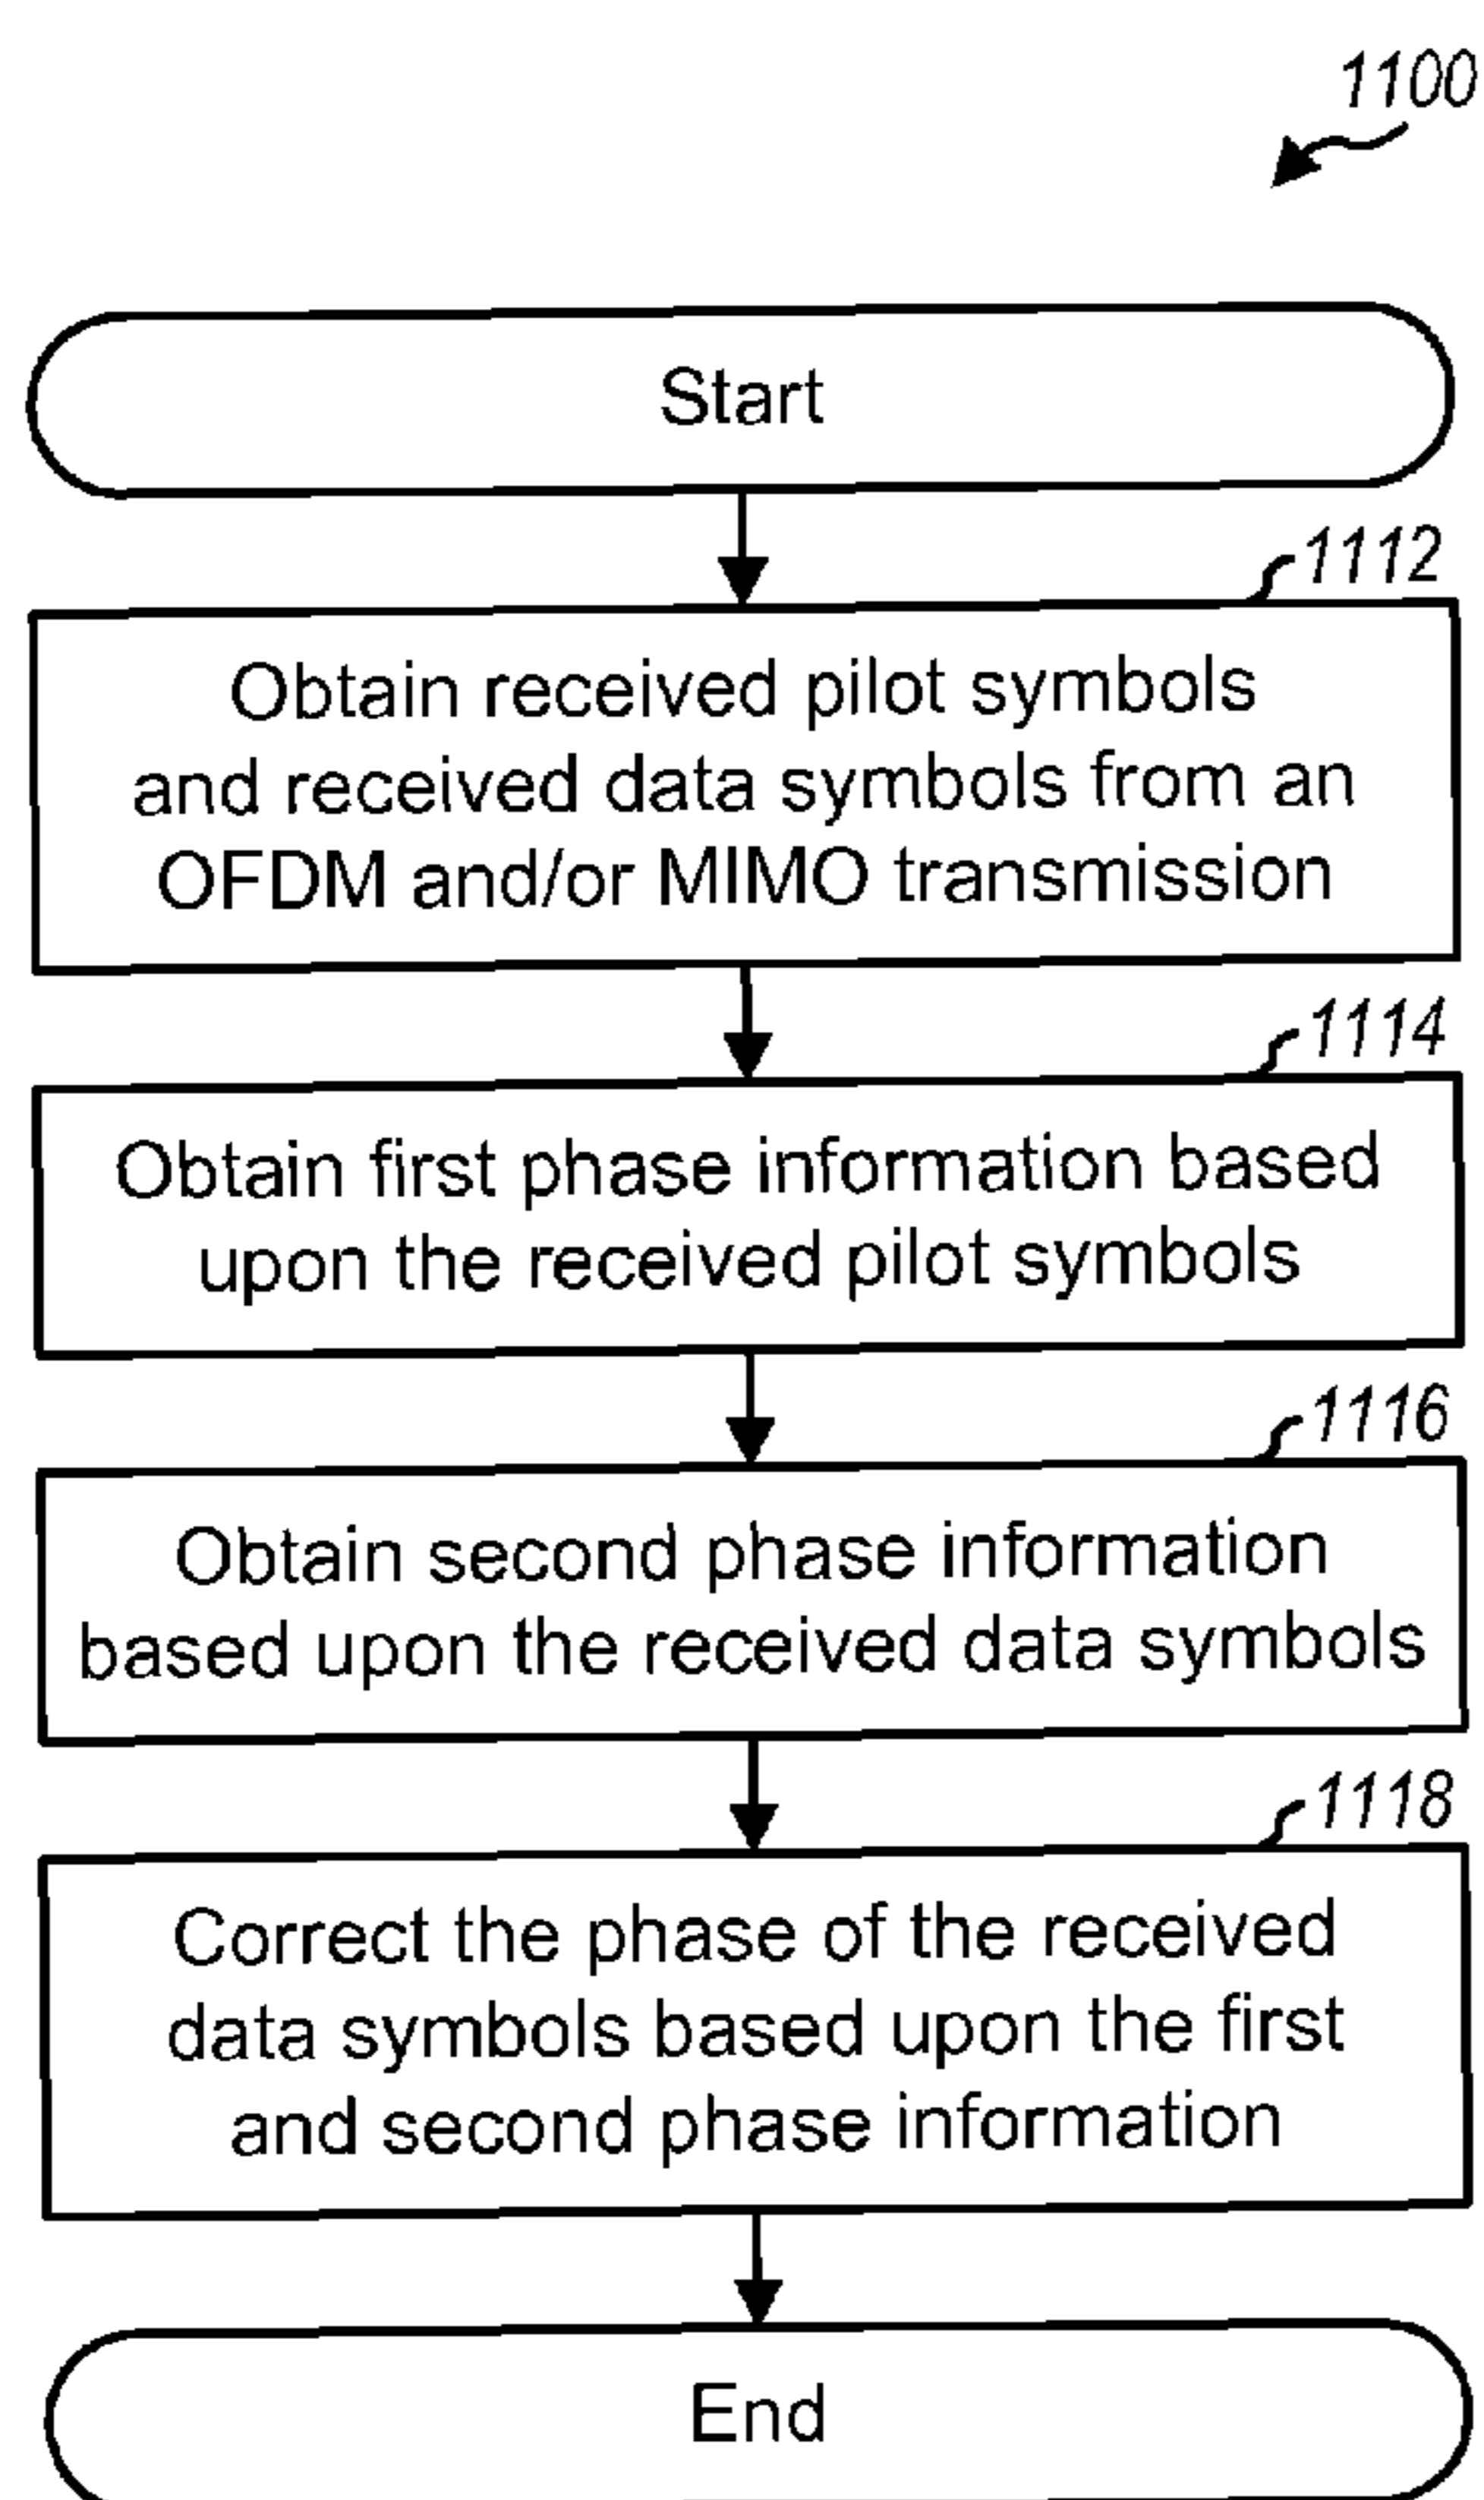 1100
Start
1112
Obtain received pilot symbols
and received data symbols from an
OFDM and/or MIMO transmission
1114
Obtain first phase information based
upon the received pilot symbols
1116
Obtain second phase information
based upon the received data symbols
1118
Correct the phase of the received
data symbols based upon the first
and second phase information
End